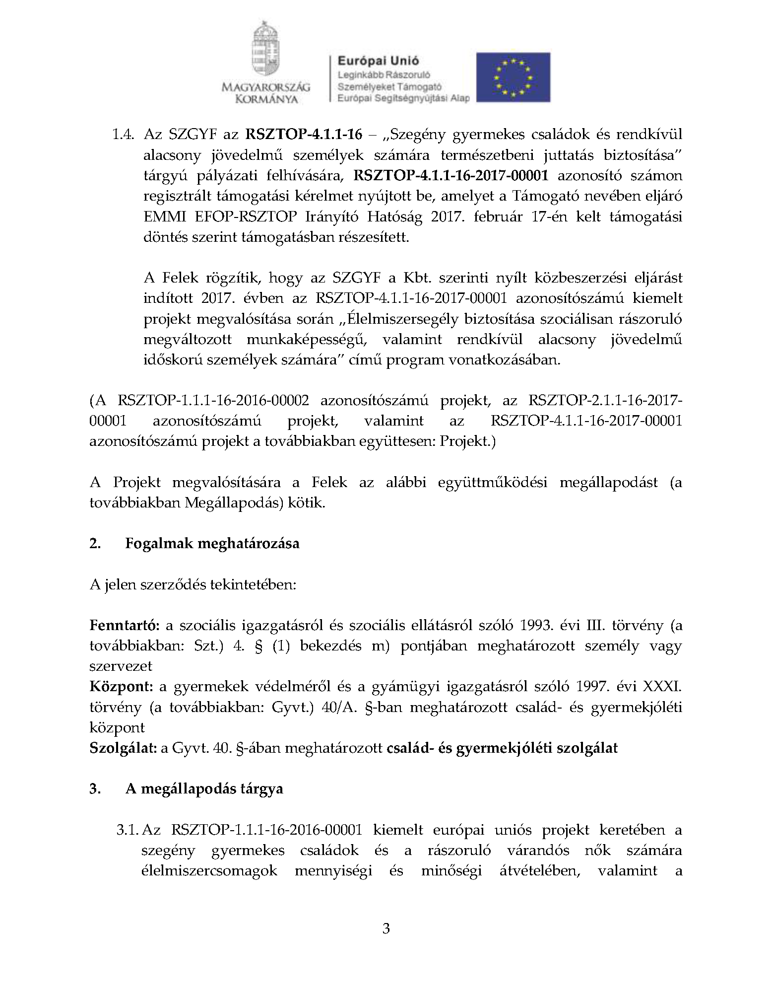 MAGYARORSZÁG
KORMÁNYA
Európai Unió
Leginkább Rászoruló
Személyeket Támogató
Európai Segítségnyújtási Alap
1.4. Az SZGYF az RSZTOP-4.1.1-16 – „Szegény gyermekes családok és rendkívül
alacsony jövedelmű személyek számára természetbeni juttatás biztosítása”
tárgyú pályázati felhívására, RSZTOP-4.1.1-16-2017-00001 azonosító számon
regisztrált támogatási kérelmet nyújtott be, amelyet a Támogató nevében eljáró
EMMI EFOP-RSZTOP Irányító Hatóság 2017. február 17-én kelt támogatási
döntés szerint támogatásban részesített.
A Felek rögzítik, hogy az SZGYF a Kbt. szerinti nyílt közbeszerzési eljárást
indított 2017. évben az RSZTOP-4.1.1-16-2017-00001 azonosítószámú kiemelt
projekt megvalósítása során „Élelmiszersegély biztosítása szociálisan rászoruló
megváltozott munkaképességű, valamint rendkívül alacsony jövedelmű
időskorú személyek számára” című program vonatkozásában.
(A RSZTOP-1.1.1-16-2016-00002 azonosítószámú projekt, az RSZTOP-2.1.1-16-2017-
00001 azonosítószámú projekt, valamint az RSZTOP-4.1.1-16-2017-00001
azonosítószámú projekt a továbbiakban együttesen: Projekt.)
A Projekt megvalósítására a Felek az alábbi együttműködési megállapodást (a
továbbiakban Megállapodás) kötik.
2. Fogalmak meghatározása
A jelen szerződés tekintetében:
Fenntartó: a szociális igazgatásról és szociális ellátásról szóló 1993. évi III. törvény (a
továbbiakban: Szt.) 4. § (1) bekezdés m) pontjában meghatározott személy vagy
szervezet
Központ: a gyermekek védelméről és a gyámügyi igazgatásról szóló 1997. évi XXXI.
törvény (a továbbiakban: Gyvt.) 40/A. §-ban meghatározott család- és gyermekjóléti
központ
Szolgálat: a Gyvt. 40. §-ában meghatározott család- és gyermekjóléti szolgálat
3. A megállapodás tárgya
3.1. Az RSZTOP-1.1.1-16-2016-00001 kiemelt európai uniós projekt keretében a
szegény gyermekes családok és a rászoruló várandós nők számára
élelmiszercsomagok mennyiségi és minőségi átvételében, valamint a
3